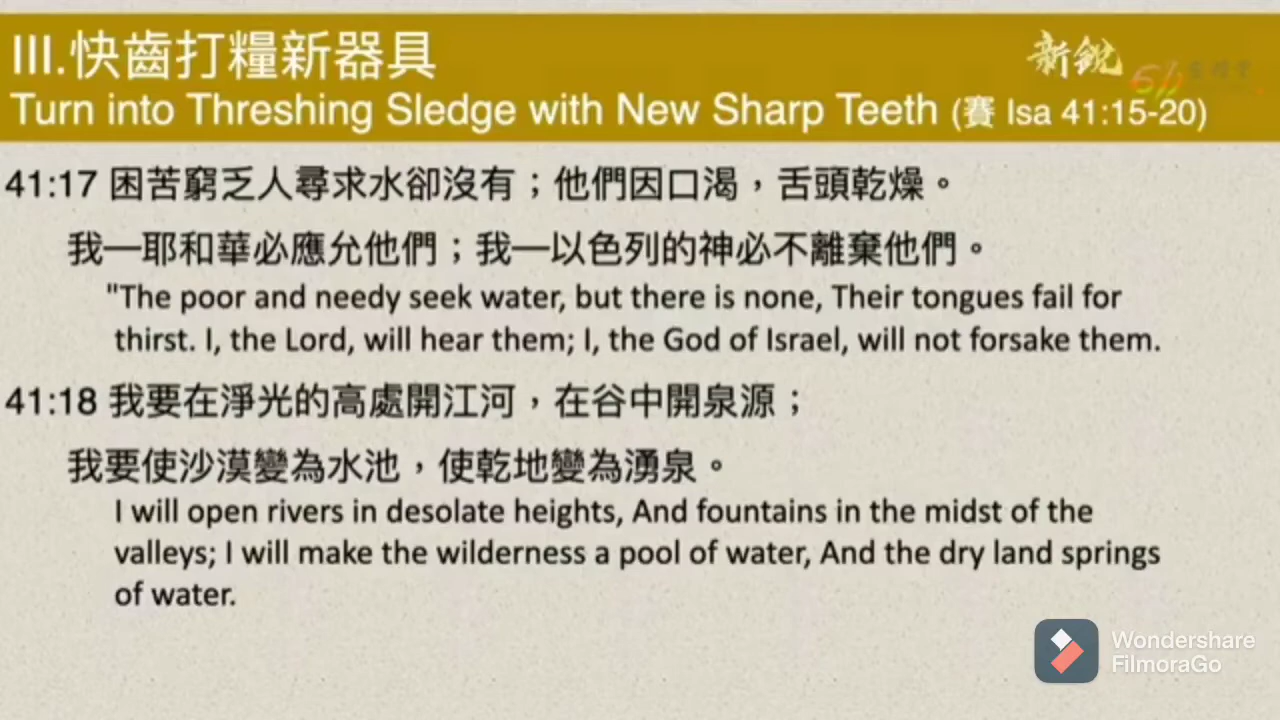 III.快齒打糧新器具
新銳
Turn into Threshing Sledge with New Sharp Teeth (賽 Isa 41:15-20)
41:17 困苦窮乏人尋求水卻沒有；他們因口渴，舌頭乾燥。
我—耶和華必應允他們；我—以色列的神必不離棄他們。
"The poor and needy seek water, but there is none, Their tongues fail for
thirst. I, the Lord, will hear them; I, the God of Israel, will not forsake them.
41:18 我要在淨光的高處開江河，在谷中開泉源；
我要使沙漠變為水池，使乾地變為湧泉。
I will open rivers in desolate heights, And fountains in the midst of the
valleys; I will make the wilderness a pool of water, And the dry land springs
of water.
Wondershare
FilmoraGo